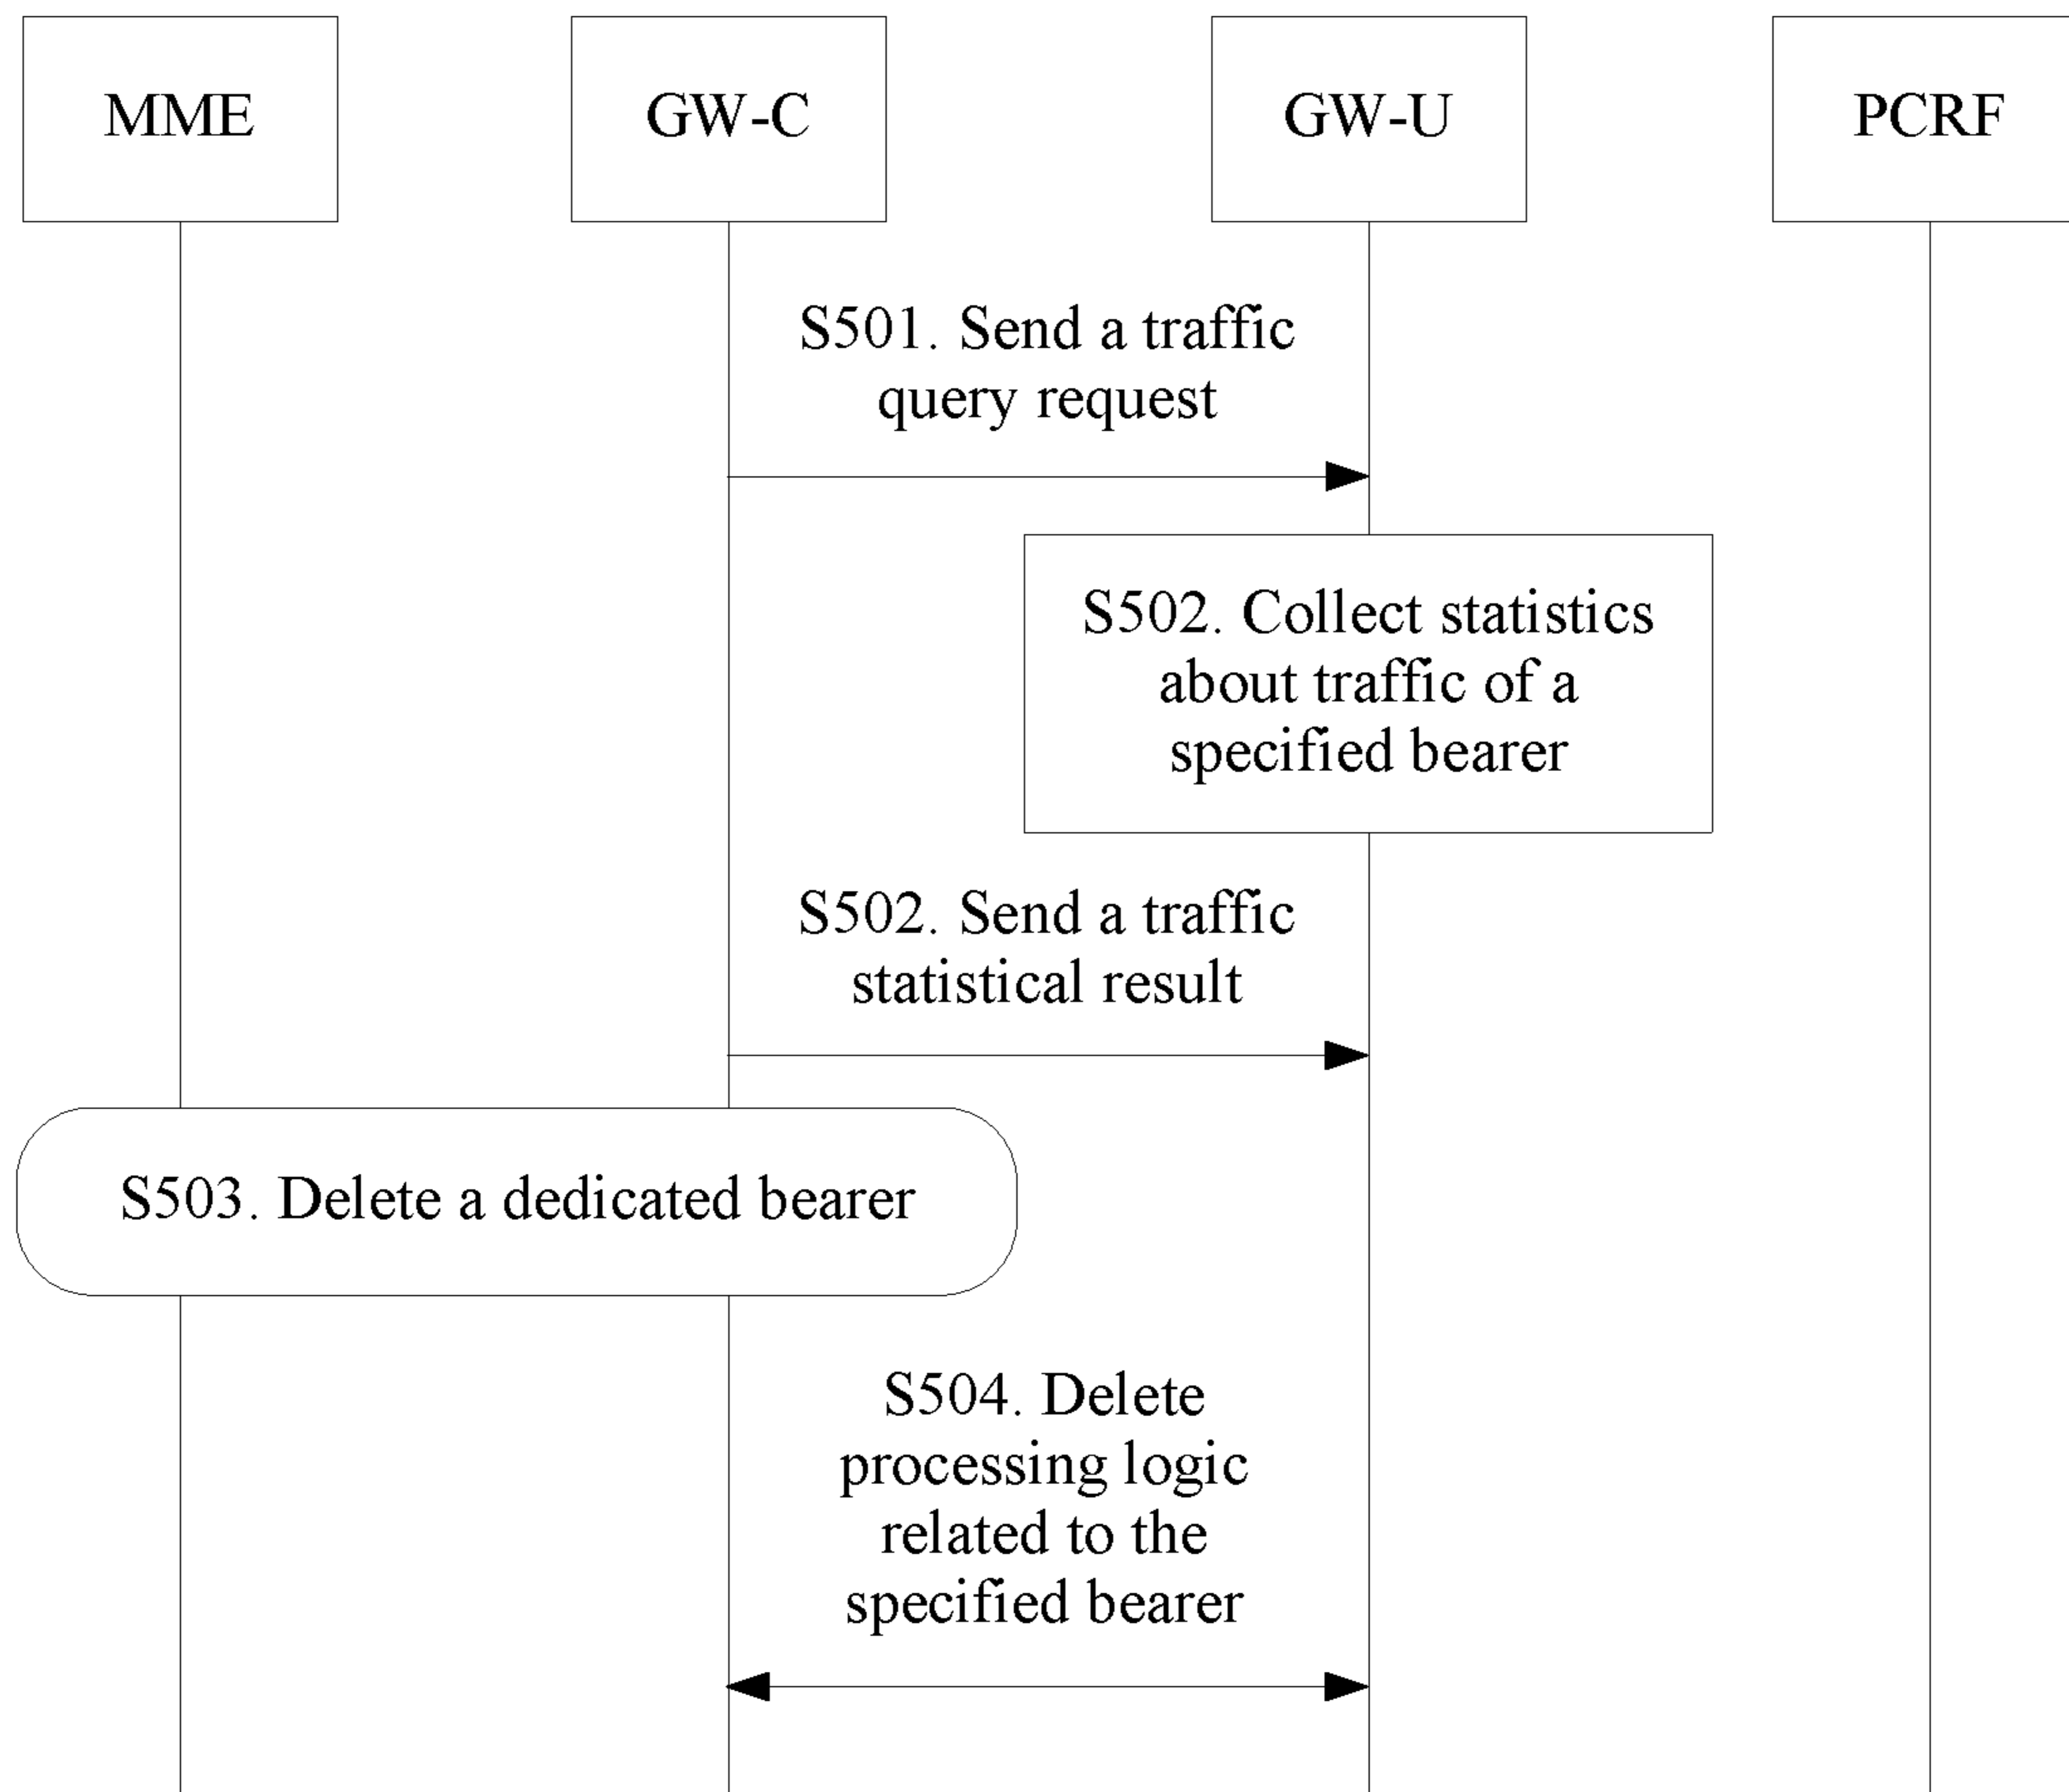 MME
GW-C
GW-U
PCRF
S501. Send a traffic
query request
S502. Collect statistics
about traffic of a
specified bearer
S502. Send a traffic
statistical result
S503. Delete a dedicated bearer
S504. Delete
processing logic
related to the
specified bearer